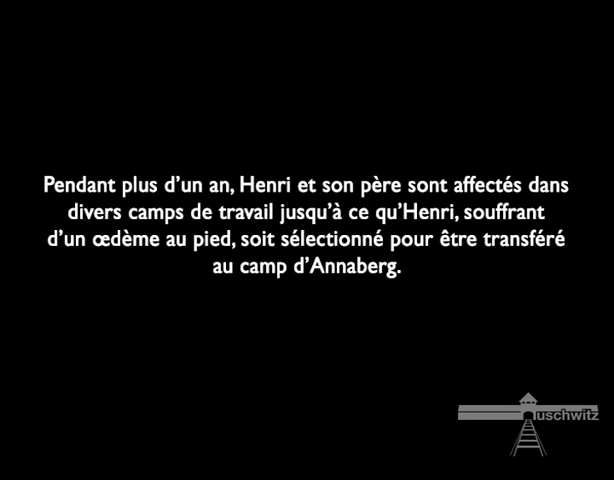 Pendant plus d'un an, Henri et son père sont affectés dans
divers camps de travail jusqu'à ce qu'Henri, souffrant
d'un œdème au pied, soit sélectionné pour être transféré
au camp d'Annaberg.
uschwitz